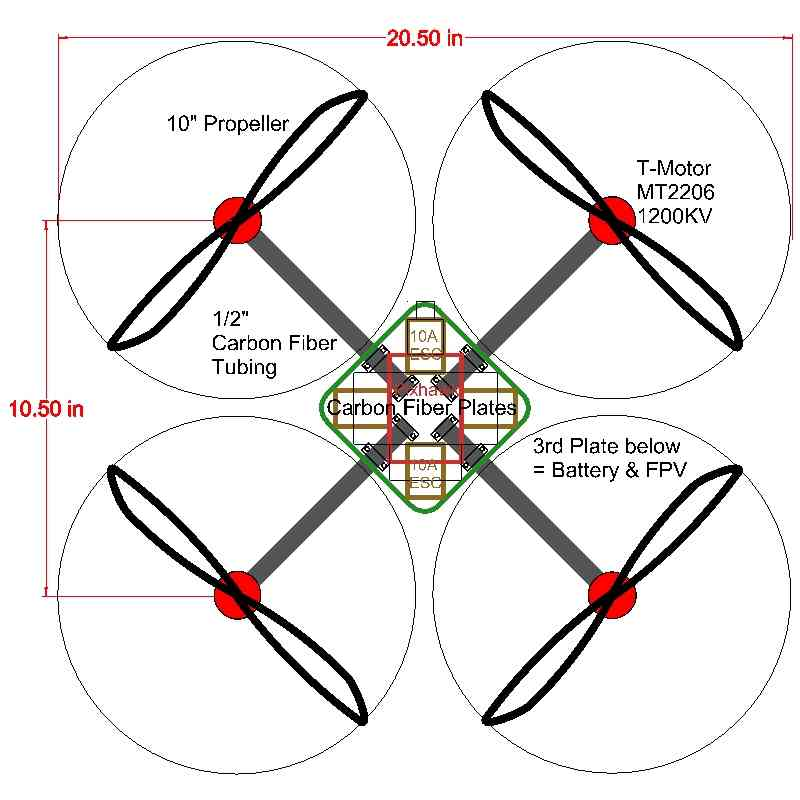 20.50 in
10" Propeller
T-Motor
MT2206
1200KV
1/2"
Carbon Fiber
Tubing
10A
ESC
10.50 in
Carbon Fiber Plates
3rd Plate below
= Battery & FPV
10A
ESC